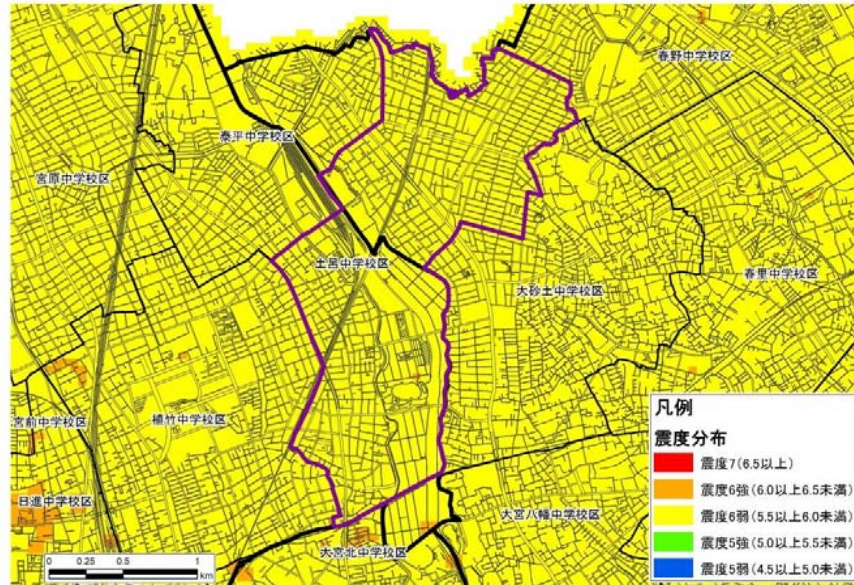 春野中学校区
泰平中学校区
宮原中学校区
土呂中学校区
春里中学校区
大砂土中学校区
宮前中学校区
植竹中学校区
日進中学校区
大宮八幡中学校区
大宮北中学校区
凡例
震度分布
震度7(6.5以上)
震度6強(6.0以上6.5未満)
震度6弱(5.5以上6.0未満)
震度5強(5.0以上5.5未満)
震度5弱(4.5以上5.0未満)
0 0.25 0.5 1
km